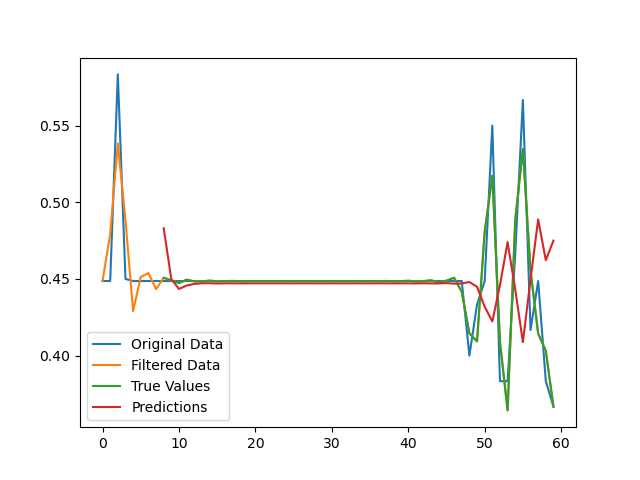 0.55
0.50
0.45
0.40
Original Data
Filtered Data
True Values
Predictions
0 10 20 30 40 50 60